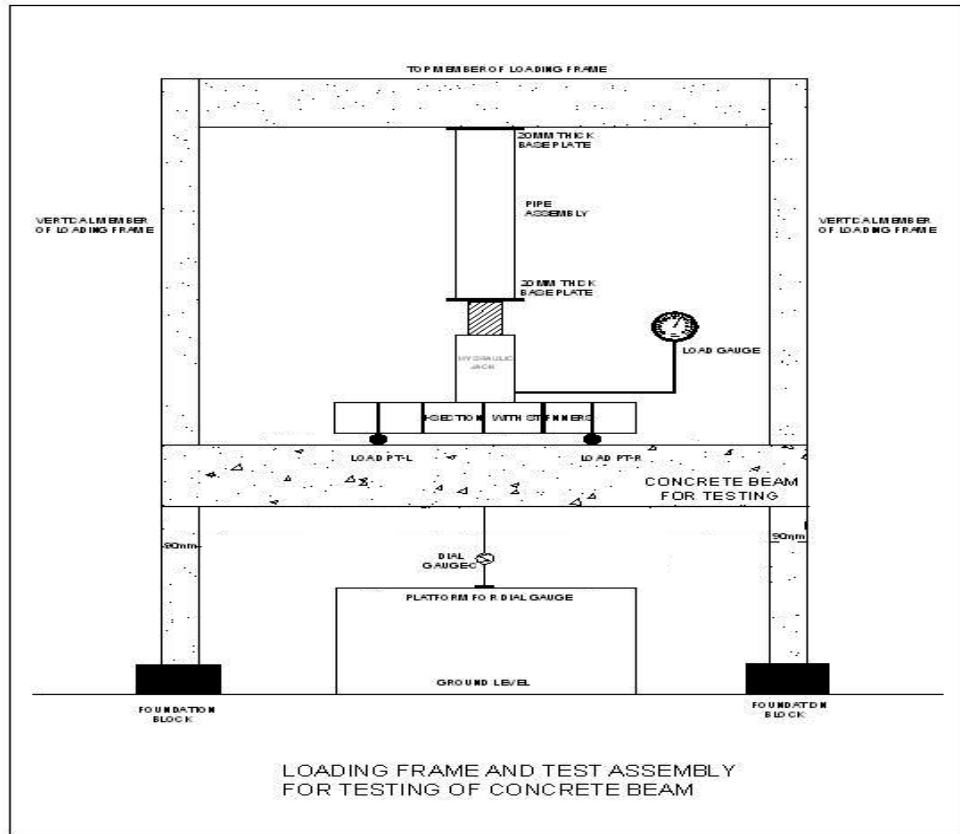 TOP MEMBER OF LOADING FRAME
20MM THICK
BASE PLATE
PIPE
ASSEMBLY
VERTICAL MEMBER
OF LOADING FRAME
VERTICAL MEMBER
OF LOADING FRAME
20MM THICK
BASE PLATE
LOAD GAUGE
HYDRAULIC
JACK
I-SECTION WITH STIFFNERS
LOAD PT-L
LOAD PT-R
CONCRETE BEAM
FOR TESTING
90mm
90mm
DIAL
GAUGE-C
PLATFORM FOR DIAL GAUGE
GROUND LEVEL
FOUNDATION
BLOCK
FOUNDATION
BLOCK
LOADING FRAME AND TEST ASSEMBLY
FOR TESTING OF CONCRETE BEAM